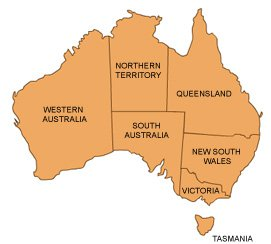 NORTHERN
TERRITORY
QUEENSLAND
WESTERN
AUSTRALIA
SOUTH
AUSTRALIA
NEW SOUTH
WALES
VICTORIA
TASMANIA